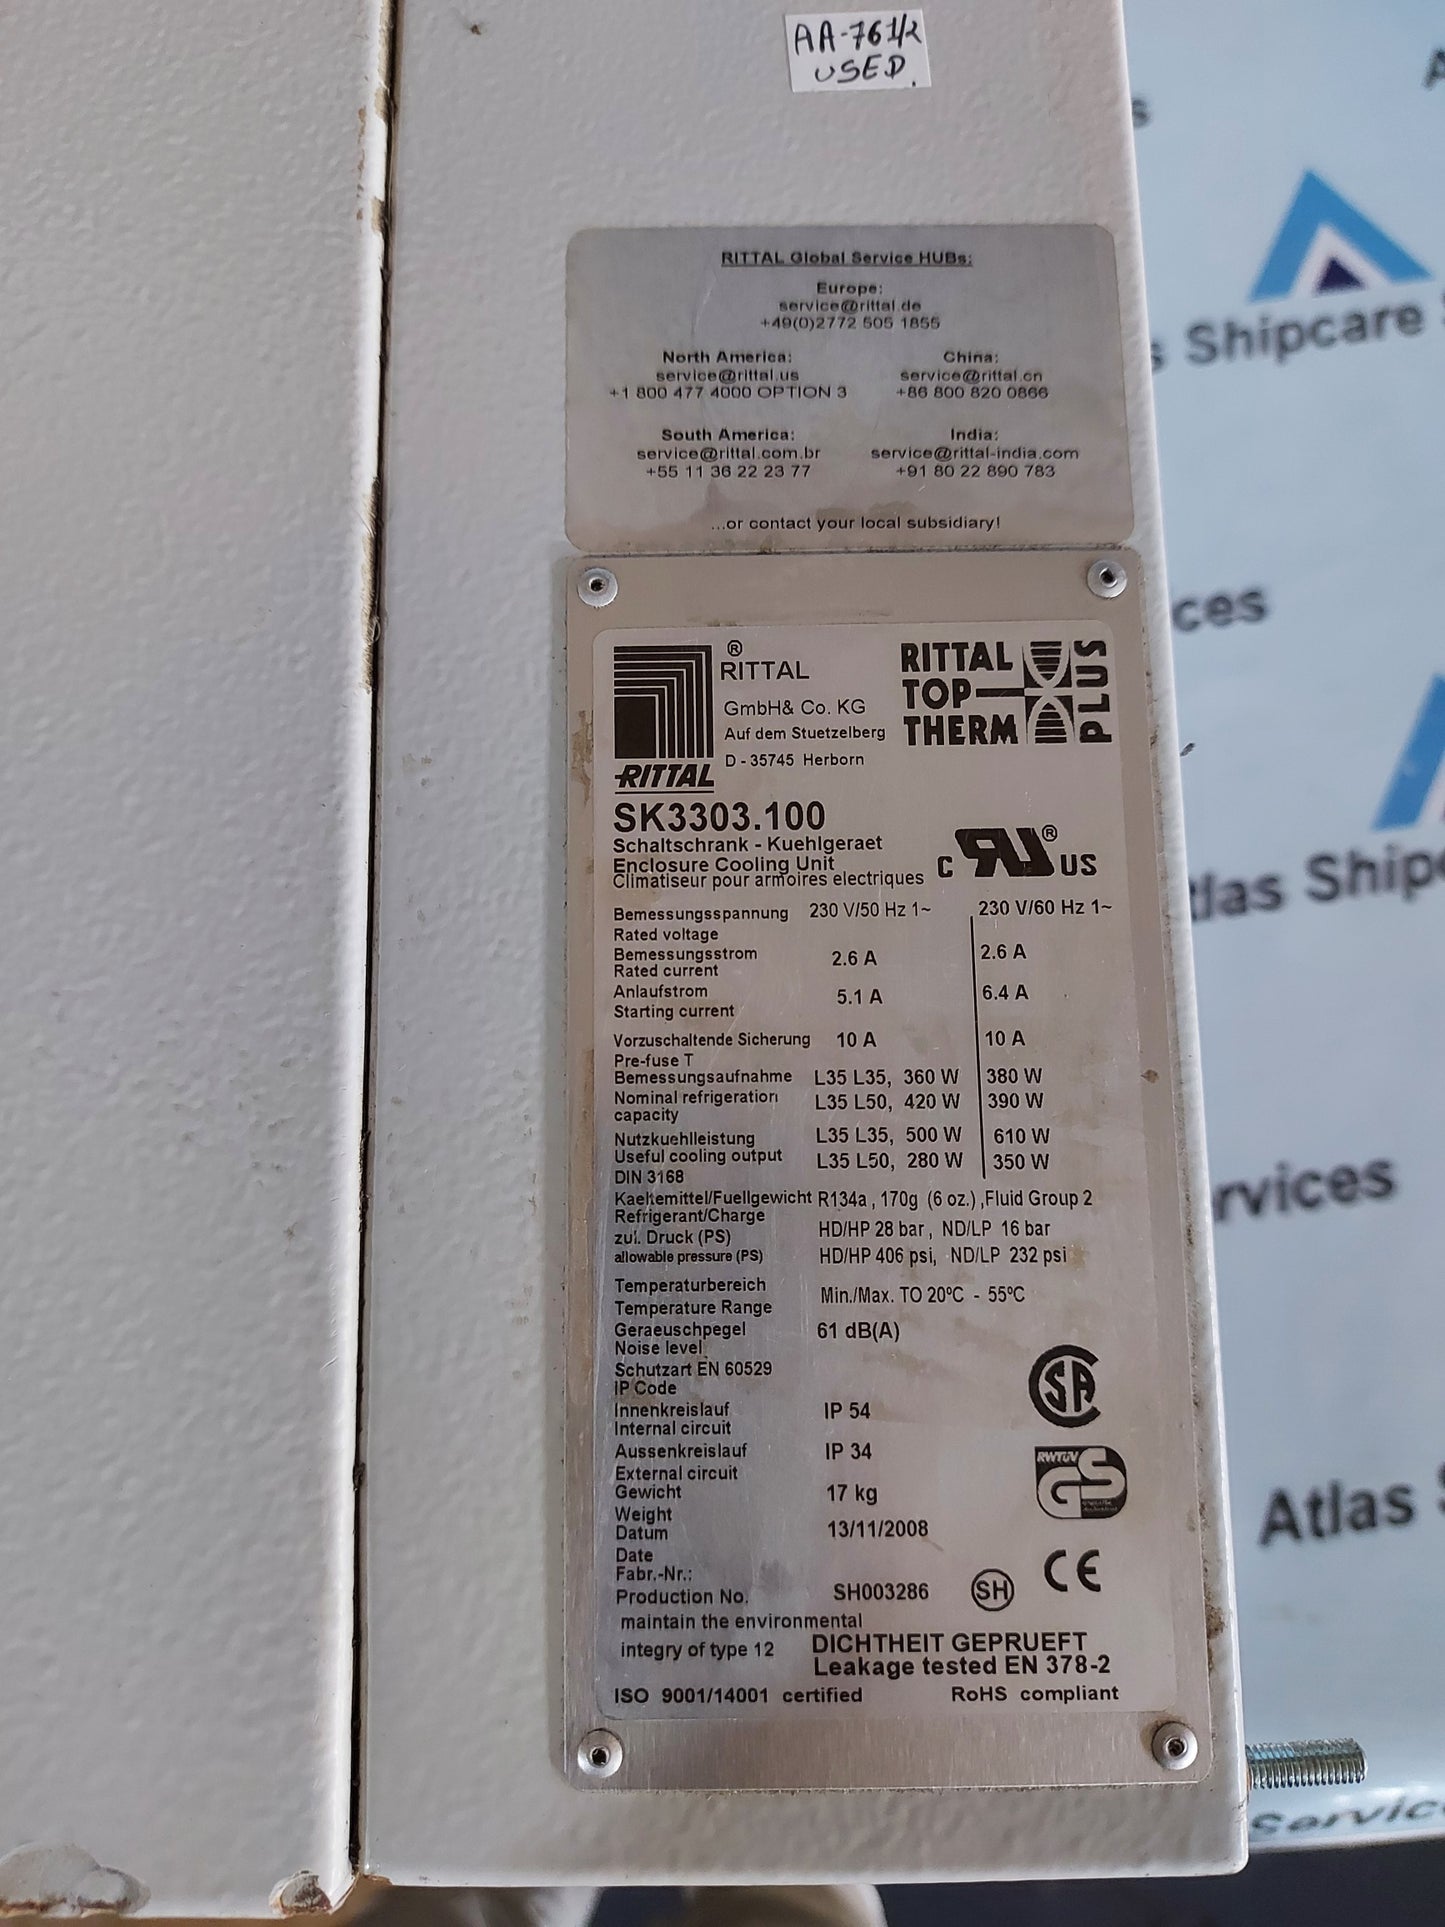 AA-761/2
USED.
RITTAL Global Service HUBs:
Europe:
service@rittal.de
+49(0)2772 505 1855
North America:
service@rittal.us
+1 800 477 4000 OPTION 3
China:
service@rittal.cn
+86 800 820 0866
South America:
service@rittal.com.br
+55 11 36 22 23 77
India:
service@rittal-india.com
+91 80 22 890 783
...or contact your local subsidiary!
RITTAL
® RITTAL
GmbH& Co. KG
Auf dem Stuetzelberg
D - 35745 Herborn
RITTAL
TOP
THERM
PLUS
SK3303.100
Schaltschrank - Kuehlgeraet
Enclosure Cooling Unit
Climatiseur pour armoires electriques
C RU ® US
Bemessungsspannung 230 V/50 Hz 1~ 230 V/60 Hz 1~
Rated voltage
Bemessungsstrom 2.6 A 2.6 A
Rated current
Anlaufstrom 5.1 A 6.4 A
Starting current
Vorzuschaltende Sicherung 10 A 10 A
Pre-fuse T
Bemessungsaufnahme L35 L35, 360 W 380 W
Nominal refrigeration L35 L50, 420 W 390 W
capacity
Nutzkuehlleistung L35 L35, 500 W 610 W
Useful cooling output L35 L50, 280 W 350 W
DIN 3168
Kaeltemittel/Fuellgewicht R134a , 170g (6 oz.) ,Fluid Group 2
Refrigerant/Charge
zul. Druck (PS) HD/HP 28 bar , ND/LP 16 bar
allowable pressure (PS) HD/HP 406 psi, ND/LP 232 psi
Temperaturbereich Min./Max. TO 20ºC - 55ºC
Temperature Range
Geraeuschpegel 61 dB(A)
Noise level
Schutzart EN 60529
IP Code
Innenkreislauf IP 54
Internal circuit
Aussenkreislauf IP 34
External circuit
Gewicht 17 kg
Weight
Datum 13/11/2008
Date
Fabr.-Nr.:
Production No. SH003286 SH
SA
RWTÜV
GS
CE
maintain the environmental
integry of type 12
DICHTHEIT GEPRUEFT
Leakage tested EN 378-2
ISO 9001/14001 certified RoHS compliant
Shipcare
ces
tlas Ship
rvices
Atlas
Servic